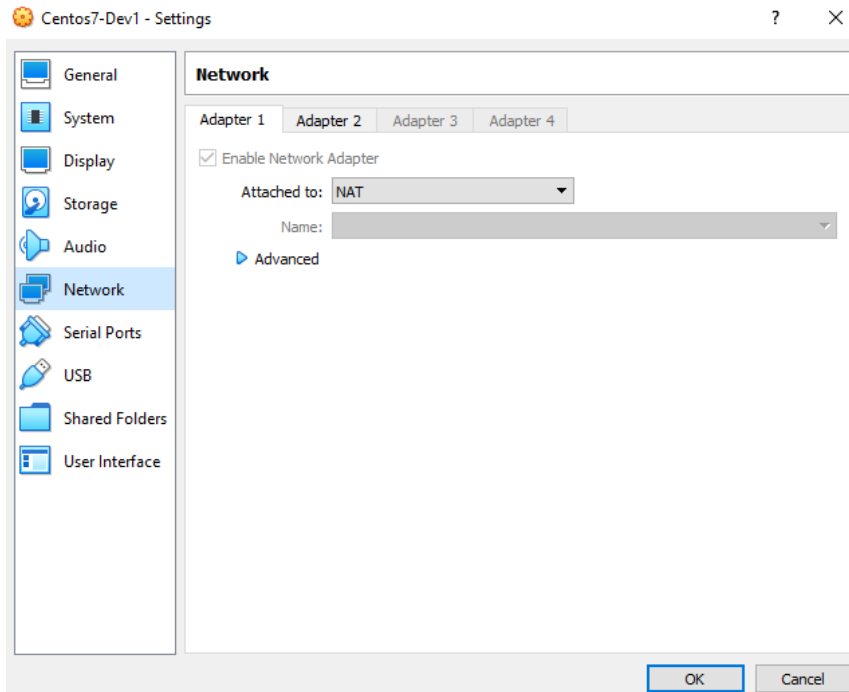 Centos7-Dev1 - Settings ? ×
General
System
Display
Storage
Audio
Network
Serial Ports
USB
Shared Folders
User Interface
Network
Adapter 1 Adapter 2 Adapter 3 Adapter 4
Enable Network Adapter
Attached to: NAT
Name:
Advanced
OK Cancel